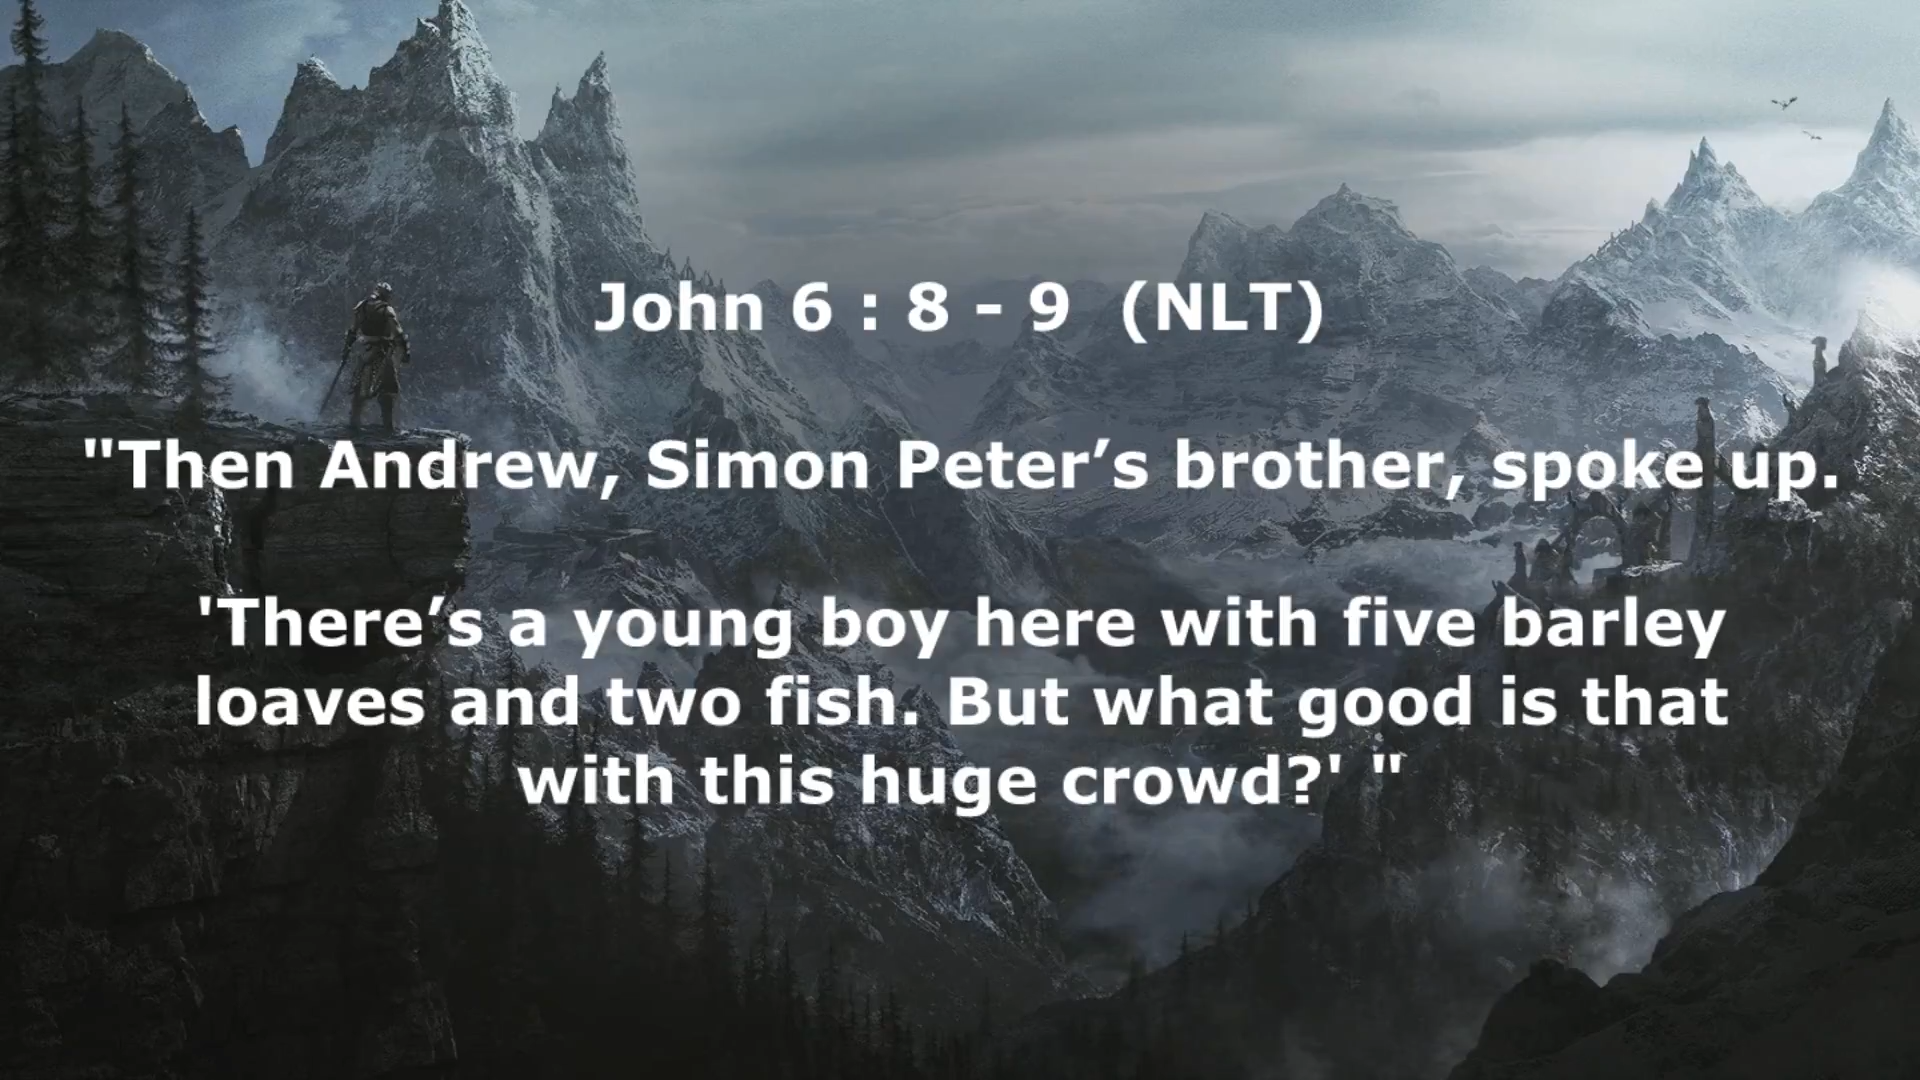 John 6 : 8 - 9  (NLT)
"Then Andrew, Simon Peter’s brother, spoke up.
'There’s a young boy here with five barley
loaves and two fish. But what good is that
with this huge crowd?' "